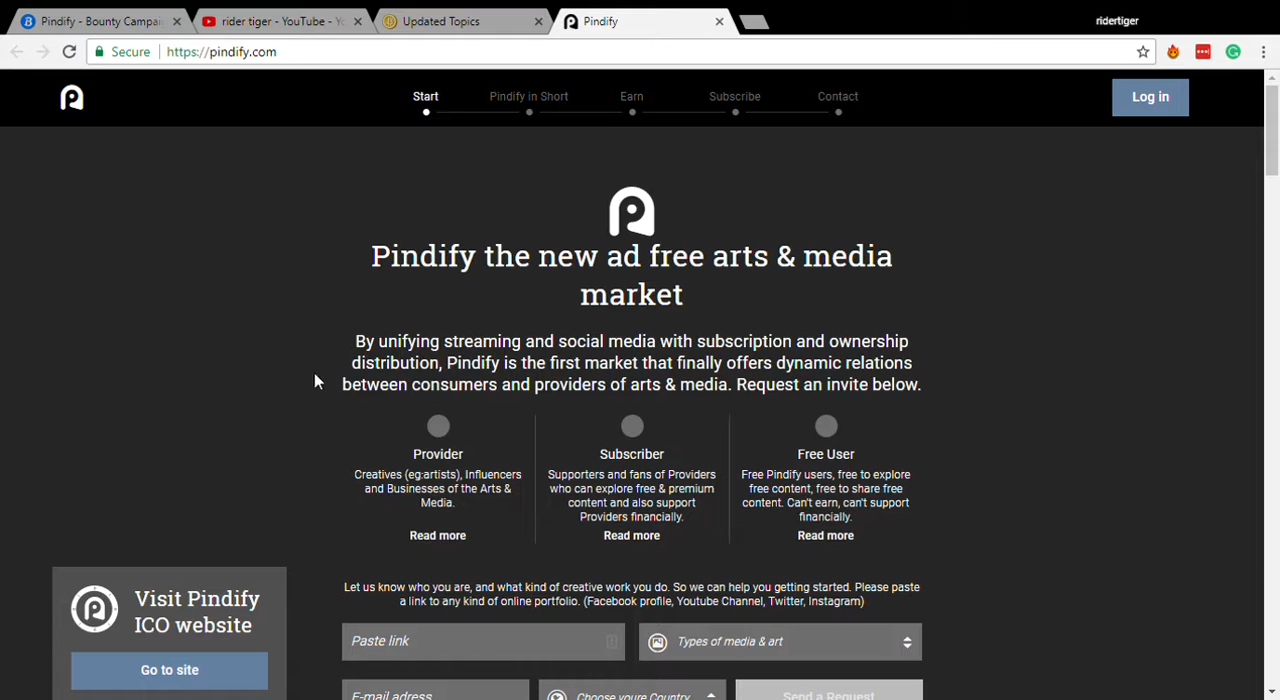 Pindify - Bounty Campai
rider tiger - YouTube - Yo
Updated Topics
Pindify
ridertiger
Secure
https://pindify.com
Start
Pindify in Short
Earn
Subscribe
Contact
Log in
Pindify the new ad free arts & media
market
By unifying streaming and social media with subscription and ownership
distribution, Pindify is the first market that finally offers dynamic relations
between consumers and providers of arts & media. Request an invite below.
Provider
Creatives (eg:artists), Influencers
and Businesses of the Arts &
Media.
Read more
Subscriber
Supporters and fans of Providers
who can explore free & premium
content and also support
Providers financially.
Read more
Free User
Free Pindify users, free to explore
free content, free to share free
content. Can't earn, can't support
financially.
Read more
Let us know who you are, and what kind of creative work you do. So we can help you getting started. Please paste
a link to any kind of online portfolio. (Facebook profile, Youtube Channel, Twitter, Instagram)
Visit Pindify
ICO website
Go to site
Paste link
Types of media & art
E-mail adress
Choose youre Country
Send a Request